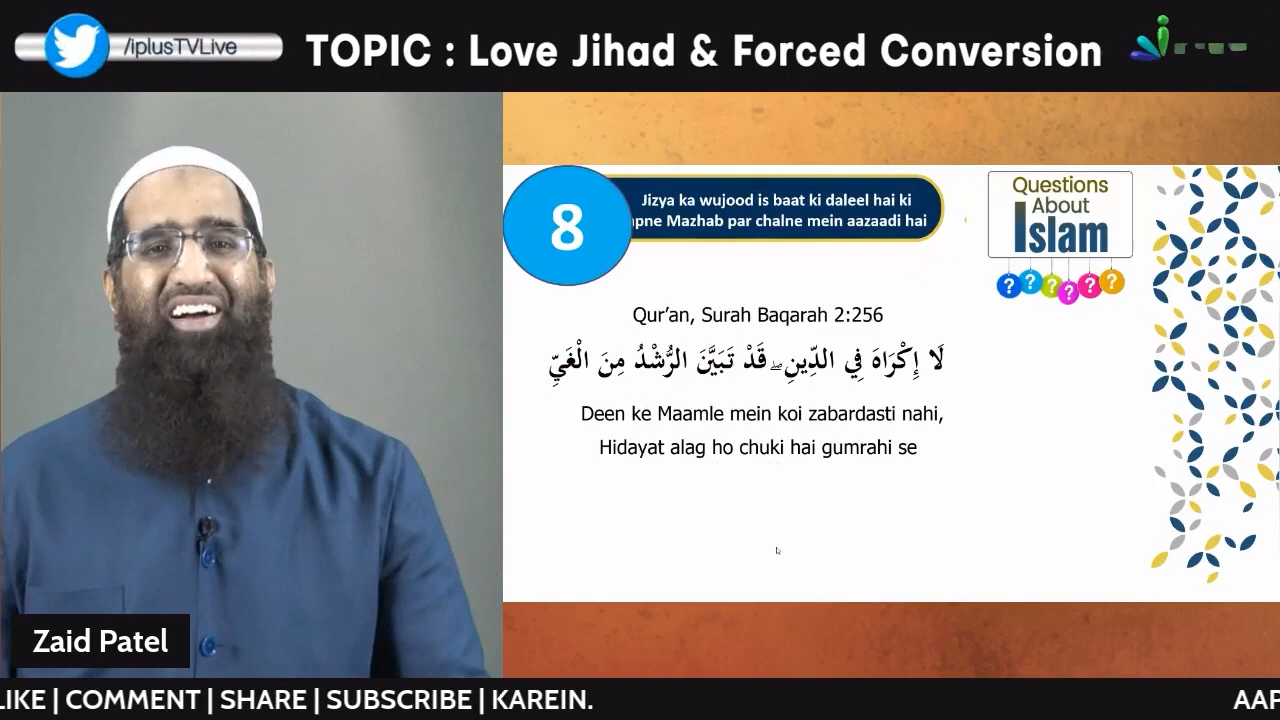 /iplusTVLive
TOPIC : Love Jihad & Forced Conversion
8
Jizya ka wujood is baat ki daleel hai ki
pne Mazhab par chalne mein aazaadi hai
Questions
About
Islam
? ? ? ? ? ?
Qur’an, Surah Baqarah 2:256
لَا إِكْرَاهَ فِي الدِّينِ ۖ قَدْ تَبَيَّنَ الرُّشْدُ مِنَ الْغَيِّ
Deen ke Maamle mein koi zabardasti nahi,
Hidayat alag ho chuki hai gumrahi se
Zaid Patel
LIKE | COMMENT | SHARE | SUBSCRIBE | KAREIN.
AAP